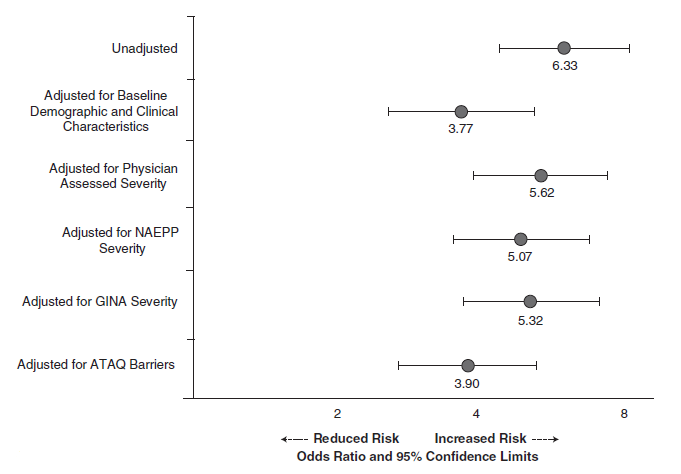 Unadjusted
6.33
Adjusted for Baseline
Demographic and Clinical
Characteristics
3.77
Adjusted for Physician
Assessed Severity
5.62
Adjusted for NAEPP
Severity
5.07
Adjusted for GINA Severity
5.32
Adjusted for ATAQ Barriers
3.90
2 4 8
Reduced Risk Increased Risk
Odds Ratio and 95% Confidence Limits